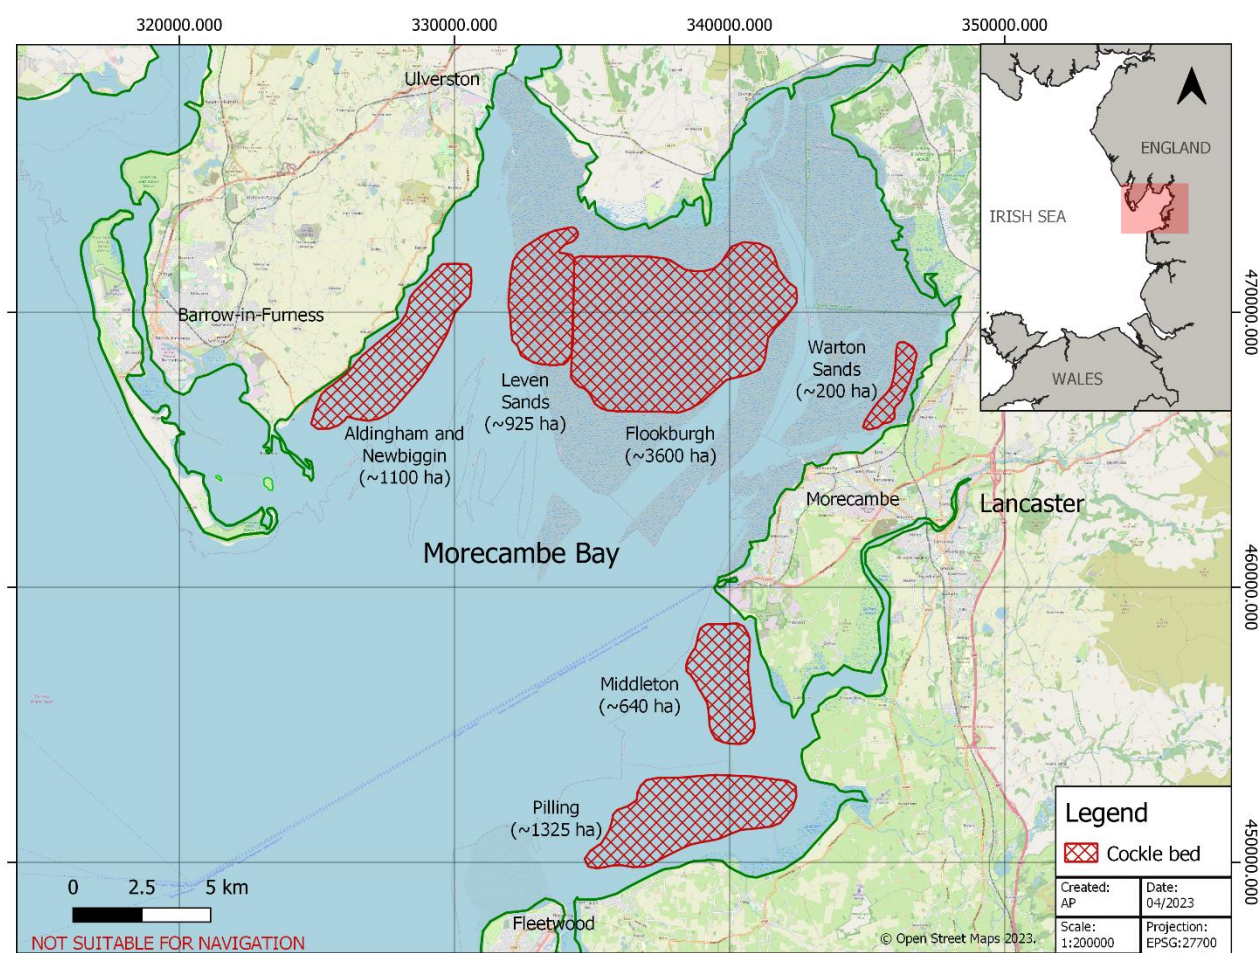 320000.000
330000.000
340000.000
350000.000
Ulverston
ENGLAND
IRISH SEA
WALES
470000.000
Barrow-in-Furness
Warton
Sands
(~200 ha)
Leven
Sands
(~925 ha)
Flookburgh
(~3600 ha)
Aldingham and
Newbiggin
(~1100 ha)
Morecambe
Lancaster
Morecambe Bay
460000.000
Middleton
(~640 ha)
Pilling
(~1325 ha)
Legend
Cockle bed
450000.000
0 2.5 5 km
Created:
AP
Date:
04/2023
Fleetwood
Scale:
1:200000
Projection:
EPSG:27700
© Open Street Maps 2023.
NOT SUITABLE FOR NAVIGATION